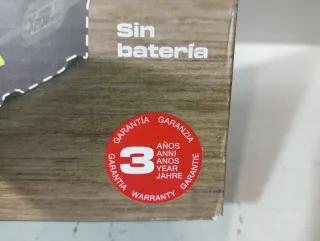 Sin
batería
GARANTÍA GARANZIA
3
AÑOS
ANNI
ANOS
YEAR
JAHRE
GARANTIA WARRANTY GARANTIE